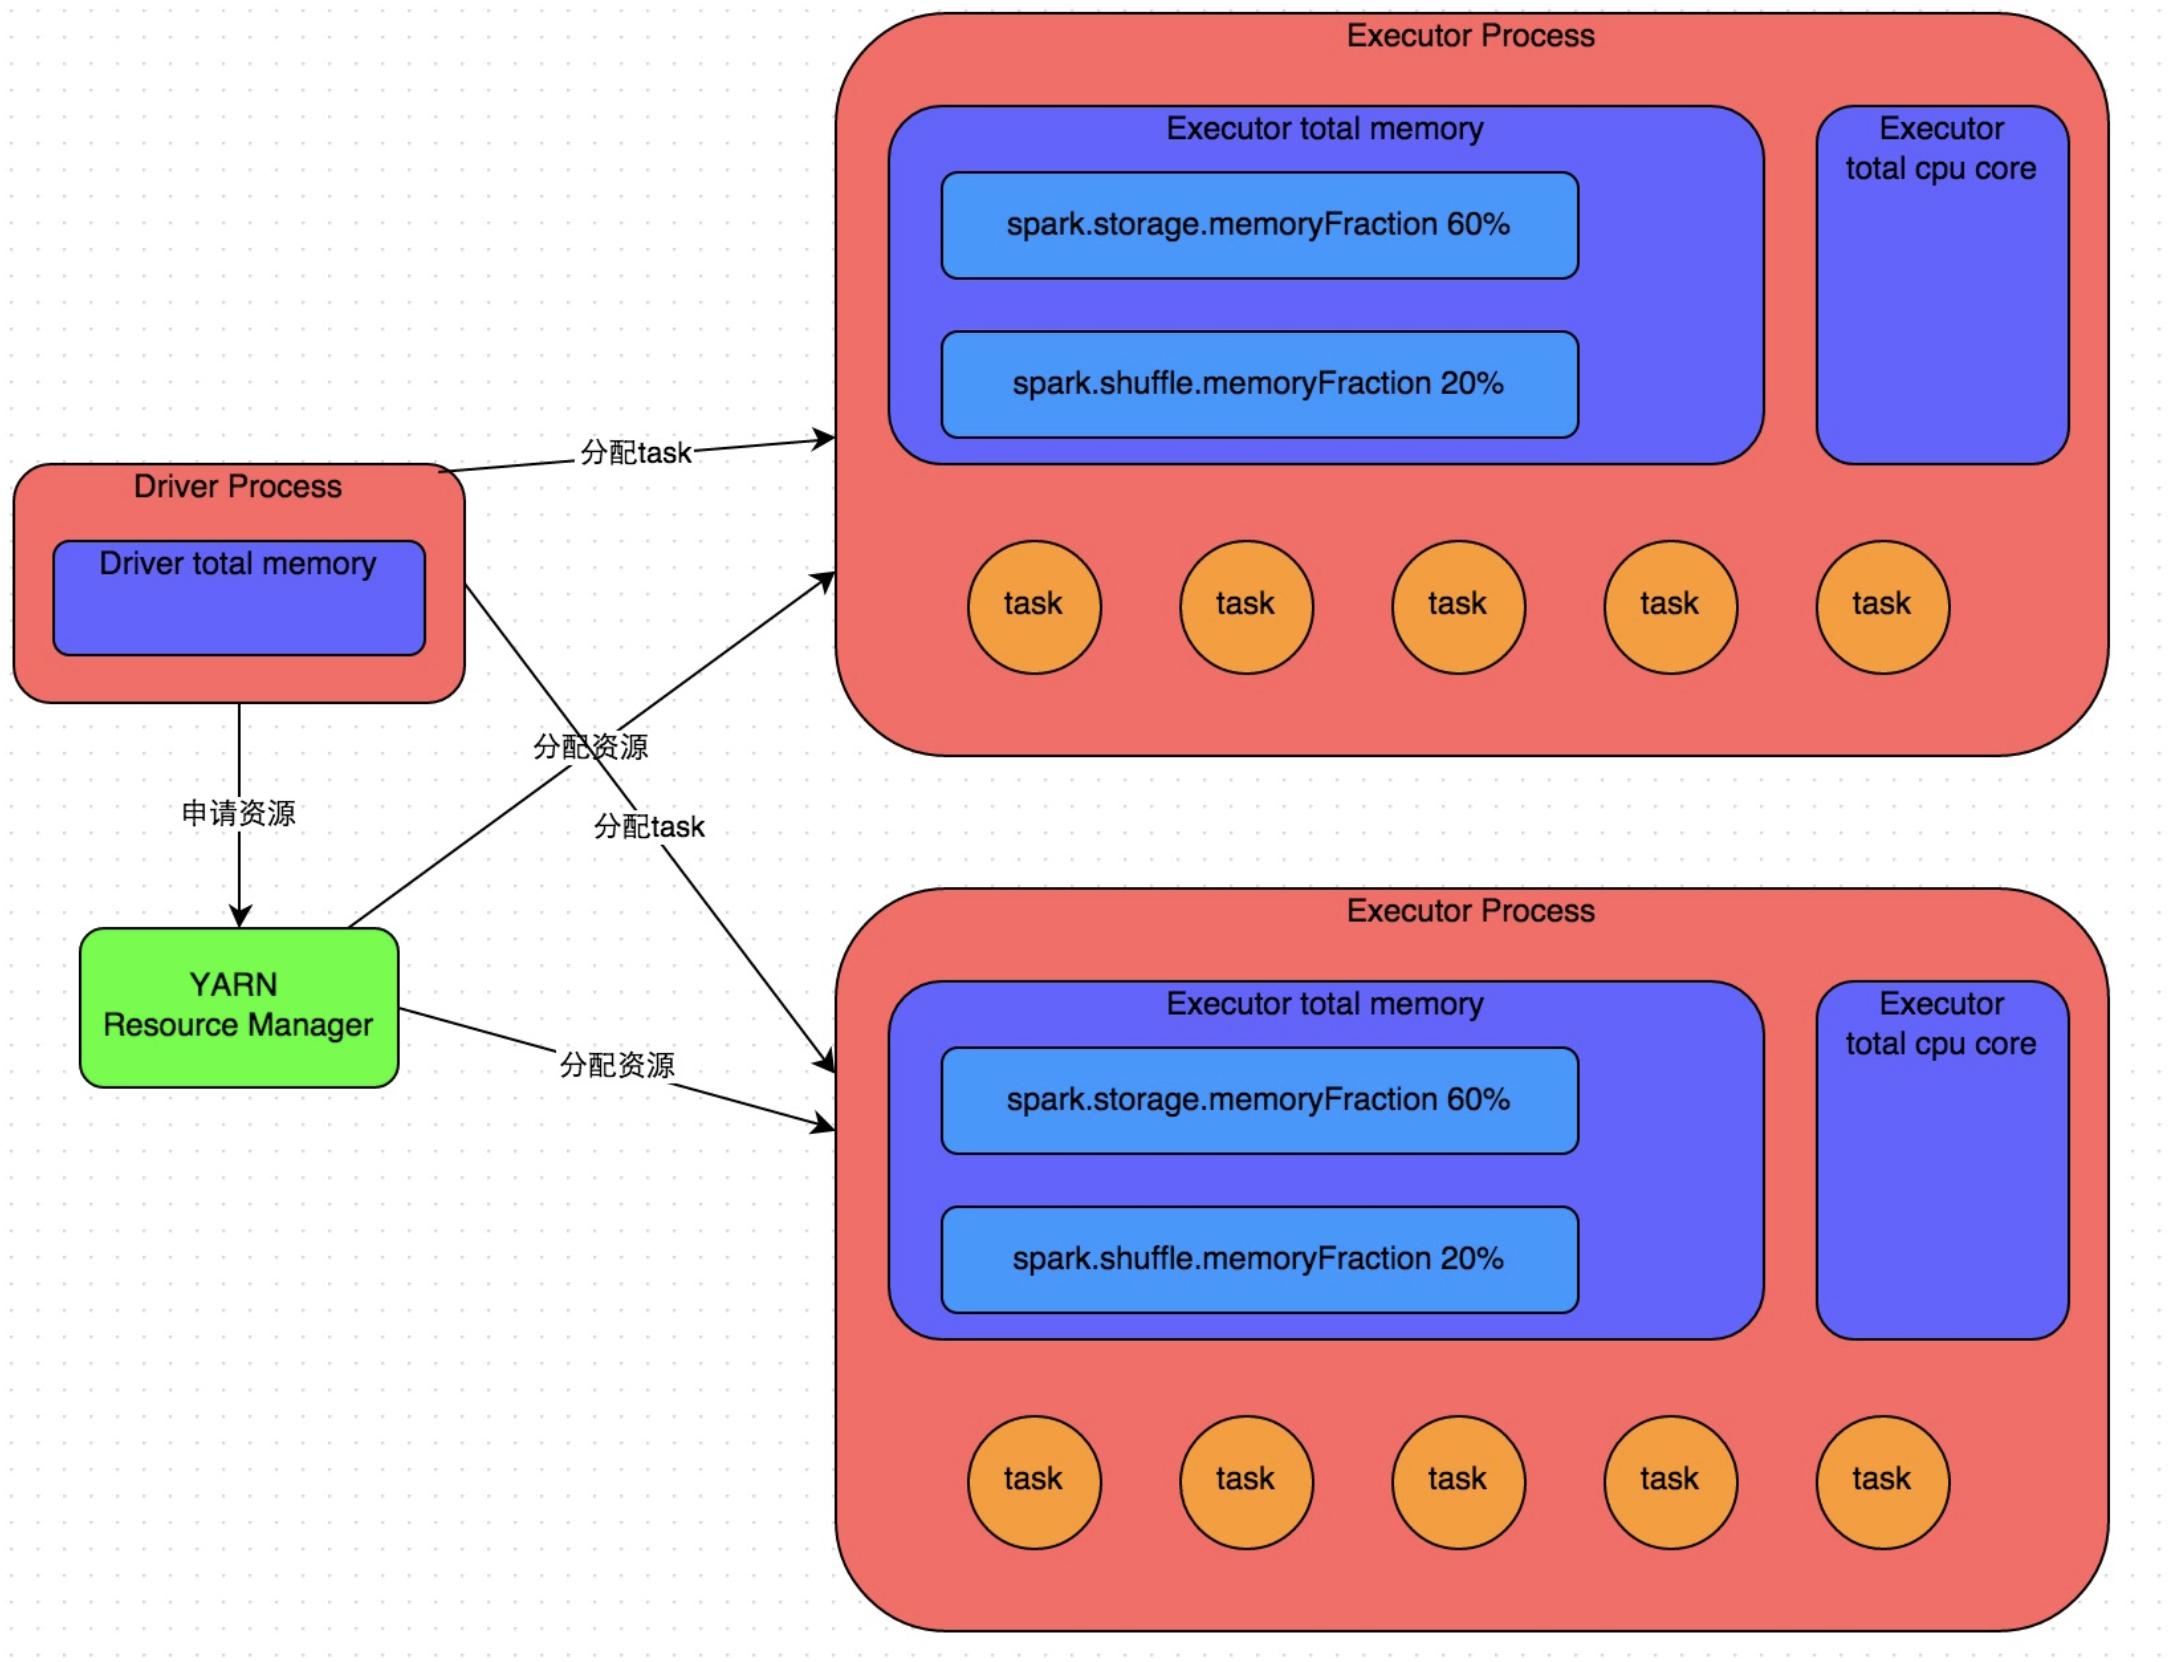 Executor Process
Executor total memory
Executor
total cpu core
spark.storage.memoryFraction 60%
spark.shuffle.memoryFraction 20%
分配task
Driver Process
Driver total memory
task
task
task
task
task
分配资源
申请资源
分配task
YARN
Resource Manager
分配资源
Executor Process
Executor total memory
Executor
total cpu core
spark.storage.memoryFraction 60%
spark.shuffle.memoryFraction 20%
task
task
task
task
task